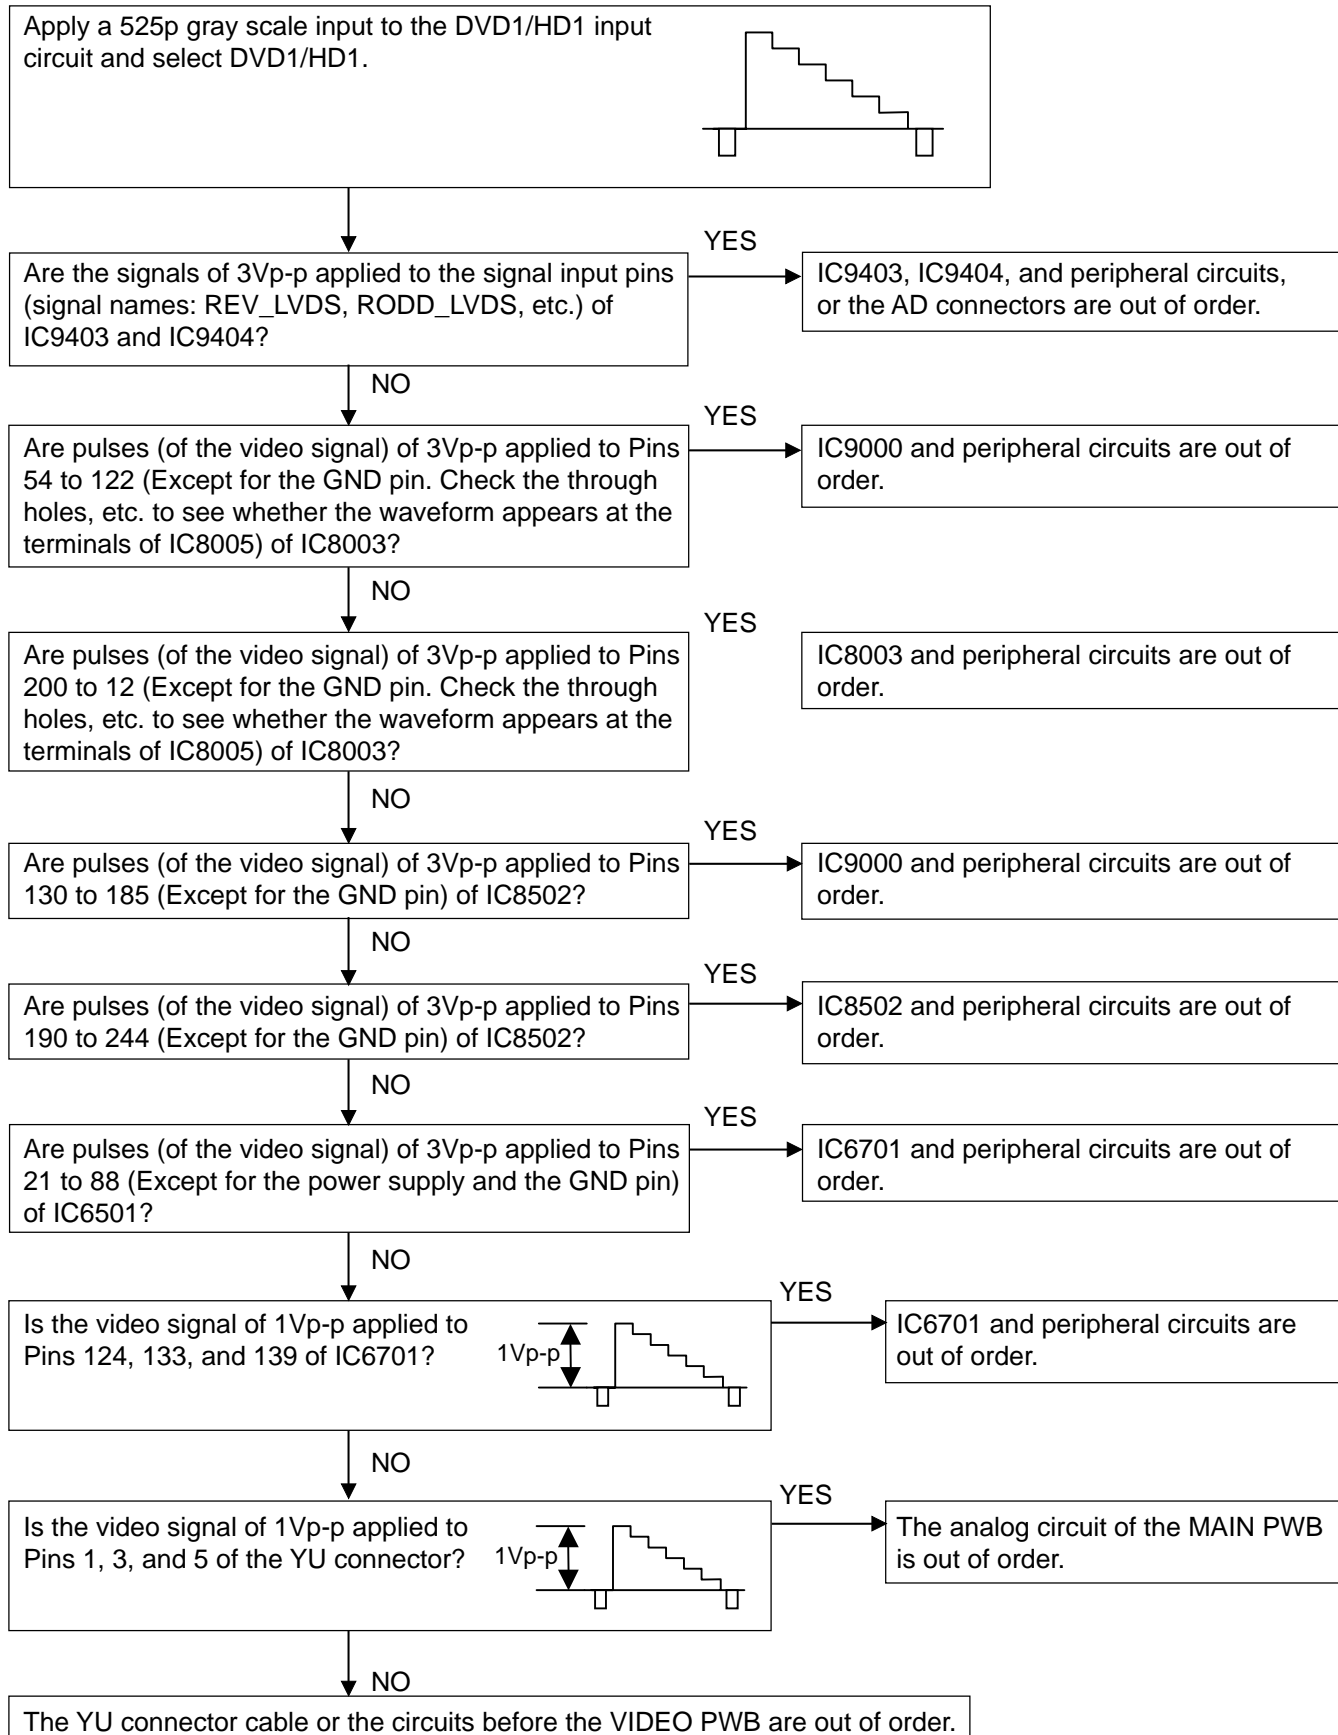 Apply a 525p gray scale input to the DVD1/HD1 input
circuit and select DVD1/HD1.
Are the signals of 3Vp-p applied to the signal input pins
(signal names: REV_LVDS, RODD_LVDS, etc.) of
IC9403 and IC9404?
YES
IC9403, IC9404, and peripheral circuits,
or the AD connectors are out of order.
NO
Are pulses (of the video signal) of 3Vp-p applied to Pins
54 to 122 (Except for the GND pin. Check the through
holes, etc. to see whether the waveform appears at the
terminals of IC8005) of IC8003?
YES
IC9000 and peripheral circuits are out of
order.
NO
Are pulses (of the video signal) of 3Vp-p applied to Pins
200 to 12 (Except for the GND pin. Check the through
holes, etc. to see whether the waveform appears at the
terminals of IC8005) of IC8003?
YES
IC8003 and peripheral circuits are out of
order.
NO
Are pulses (of the video signal) of 3Vp-p applied to Pins
130 to 185 (Except for the GND pin) of IC8502?
YES
IC9000 and peripheral circuits are out of
order.
NO
Are pulses (of the video signal) of 3Vp-p applied to Pins
190 to 244 (Except for the GND pin) of IC8502?
YES
IC8502 and peripheral circuits are out of
order.
NO
Are pulses (of the video signal) of 3Vp-p applied to Pins
21 to 88 (Except for the power supply and the GND pin)
of IC6501?
YES
IC6701 and peripheral circuits are out of
order.
NO
Is the video signal of 1Vp-p applied to
Pins 124, 133, and 139 of IC6701?
1Vp-p
YES
IC6701 and peripheral circuits are
out of order.
NO
Is the video signal of 1Vp-p applied to
Pins 1, 3, and 5 of the YU connector?
1Vp-p
YES
The analog circuit of the MAIN PWB
is out of order.
NO
The YU connector cable or the circuits before the VIDEO PWB are out of order.